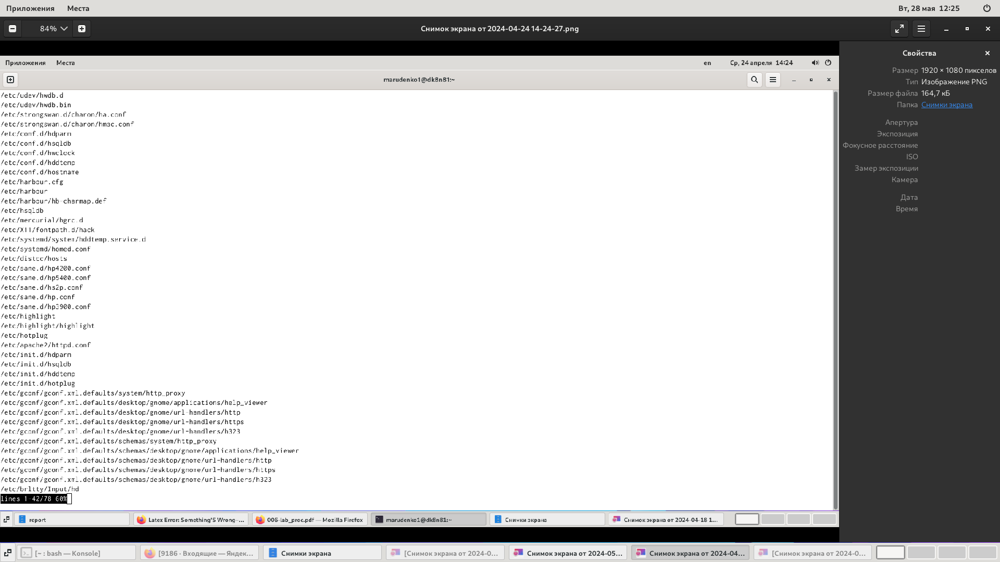 Приложения Места Вт, 28 мая 12:25
84% Снимок экрана от 2024-04-24 14-24-27.png
Приложения Места en Ср, 24 апреля 14:24
marudenko1@dk8n81:~
/etc/udev/hwdb.d
/etc/udev/hwdb.bin
/etc/strongswan.d/charon/ha.conf
/etc/strongswan.d/charon/hmac.conf
/etc/conf.d/hdparm
/etc/conf.d/hsqldb
/etc/conf.d/hwclock
/etc/conf.d/hddtemp
/etc/conf.d/hostname
/etc/harbour.cfg
/etc/harbour
/etc/harbour/hb-charmap.def
/etc/hsqldb
/etc/mercurial/hgrc.d
/etc/X11/fontpath.d/hack
/etc/systemd/system/hddtemp.service.d
/etc/systemd/homed.conf
/etc/distcc/hosts
/etc/sane.d/hp4200.conf
/etc/sane.d/hp5400.conf
/etc/sane.d/hs2p.conf
/etc/sane.d/hp.conf
/etc/sane.d/hp3900.conf
/etc/highlight
/etc/highlight/highlight
/etc/hotplug
/etc/apache2/httpd.conf
/etc/init.d/hdparm
/etc/init.d/hsqldb
/etc/init.d/hddtemp
/etc/init.d/hotplug
/etc/gconf/gconf.xml.defaults/system/http_proxy
/etc/gconf/gconf.xml.defaults/desktop/gnome/applications/help_viewer
/etc/gconf/gconf.xml.defaults/desktop/gnome/url-handlers/http
/etc/gconf/gconf.xml.defaults/desktop/gnome/url-handlers/https
/etc/gconf/gconf.xml.defaults/desktop/gnome/url-handlers/h323
/etc/gconf/gconf.xml.defaults/schemas/system/http_proxy
/etc/gconf/gconf.xml.defaults/schemas/desktop/gnome/applications/help_viewer
/etc/gconf/gconf.xml.defaults/schemas/desktop/gnome/url-handlers/http
/etc/gconf/gconf.xml.defaults/schemas/desktop/gnome/url-handlers/https
/etc/gconf/gconf.xml.defaults/schemas/desktop/gnome/url-handlers/h323
/etc/brltty/Input/hd
lines 1-42/78 60%
report Latex Error: Something'S Wrong—... 006-lab_proc.pdf — Mozilla Firefox marudenko1@dk8n81:~ Снимки экрана Снимок экрана от 2024-04-18 1...
Свойства
Размер 1920 × 1080 пикселов
Тип Изображение PNG
Размер файла 164,7 кБ
Папка Снимки экрана
Апертура
Экспозиция
Фокусное расстояние
ISO
Замер экспозиции
Камера
Дата
Время
[~ : bash — Konsole] [9186 · Входящие — Яндек... Снимки экрана [Снимок экрана от 2024-0... Снимок экрана от 2024-05... Снимок экрана от 2024-04... [Снимок экрана от 2024-0...